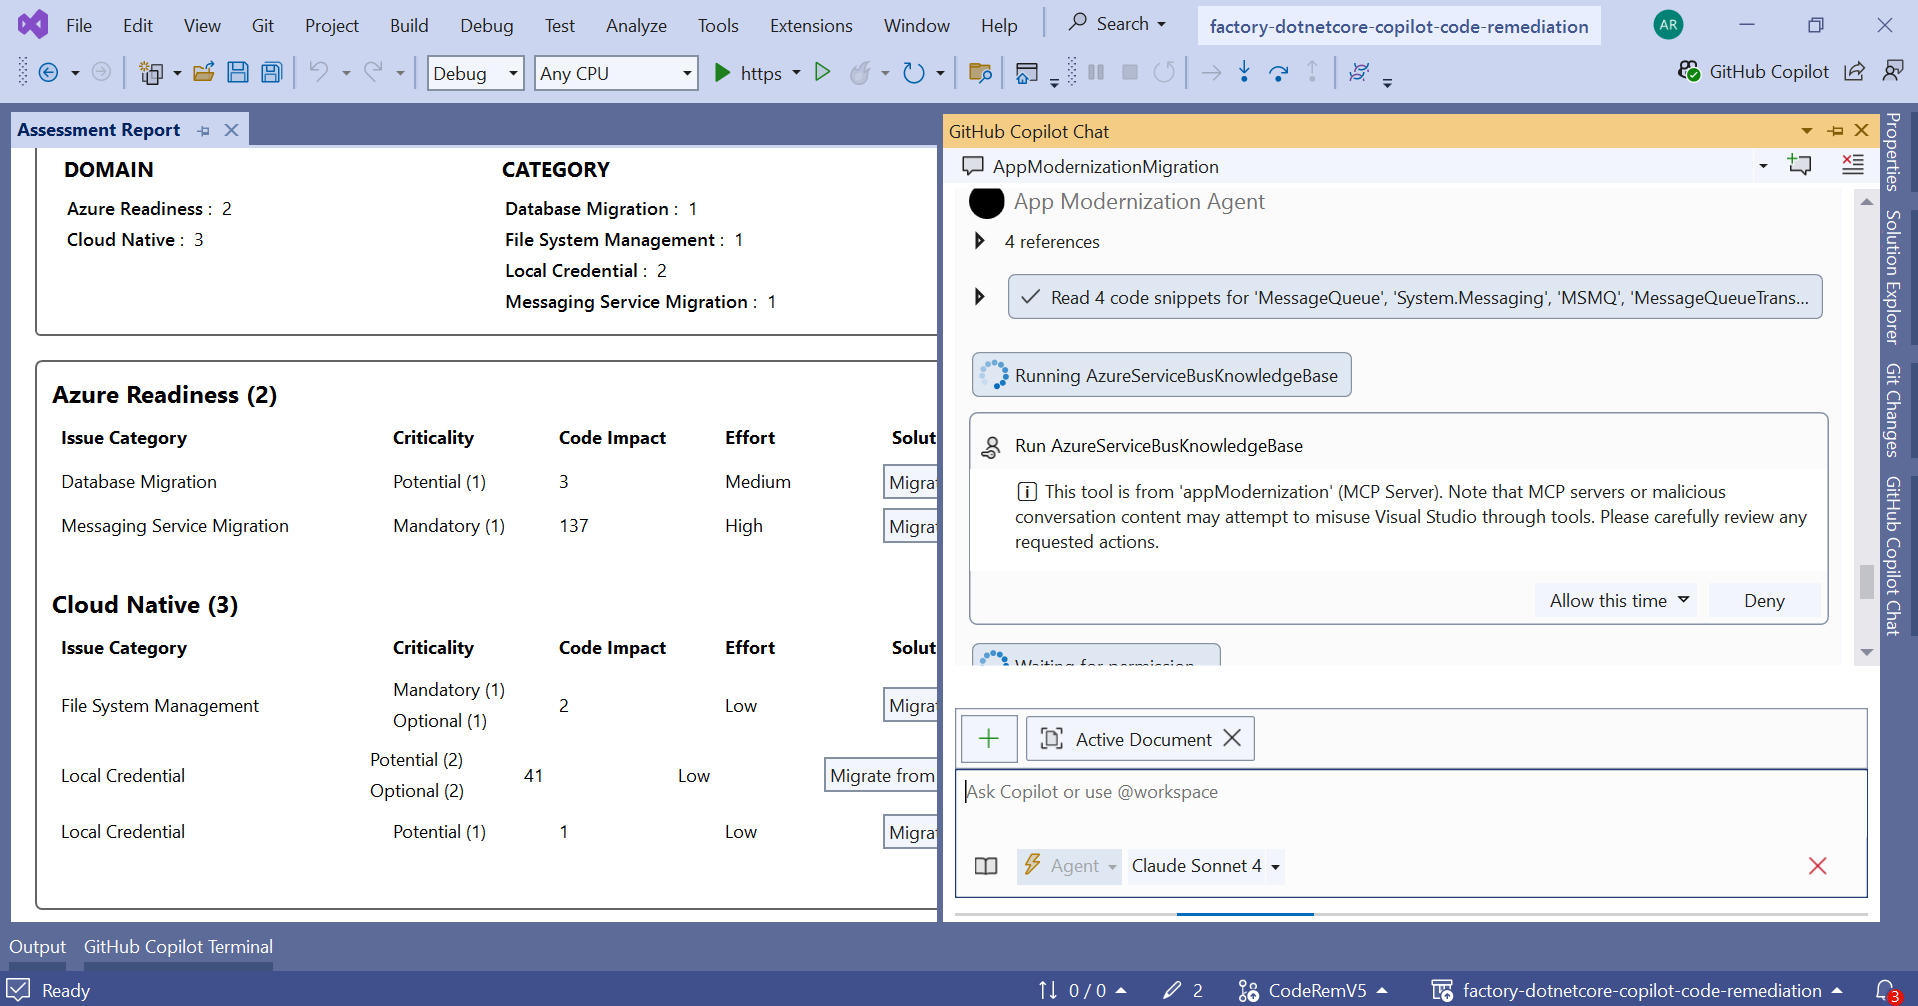 File Edit View Git Project Build Debug Test Analyze Tools Extensions Window Help Search factory-dotnetcore-copilot-code-remediation AR
Debug Any CPU https GitHub Copilot
Assessment Report
DOMAIN
Azure Readiness : 2
Cloud Native : 3
CATEGORY
Database Migration : 1
File System Management : 1
Local Credential : 2
Messaging Service Migration : 1
Azure Readiness (2)
Issue Category Criticality Code Impact Effort Solut
Database Migration Potential (1) 3 Medium Migrat
Messaging Service Migration Mandatory (1) 137 High Migrat
Cloud Native (3)
Issue Category Criticality Code Impact Effort Solut
File System Management Mandatory (1) Optional (1) 2 Low Migrat
Local Credential Potential (2) Optional (2) 41 Low Migrate from
Local Credential Potential (1) 1 Low Migrat
GitHub Copilot Chat
AppModernizationMigration
App Modernization Agent
4 references
Read 4 code snippets for 'MessageQueue', 'System.Messaging', 'MSMQ', 'MessageQueueTrans...
Running AzureServiceBusKnowledgeBase
Run AzureServiceBusKnowledgeBase
This tool is from 'appModernization' (MCP Server). Note that MCP servers or malicious
conversation content may attempt to misuse Visual Studio through tools. Please carefully review any
requested actions.
Allow this time Deny
Waiting for permission
Active Document
Ask Copilot or use @workspace
Agent Claude Sonnet 4
Properties
Solution Explorer
Git Changes
GitHub Copilot Chat
Output GitHub Copilot Terminal
Ready 0 / 0 2 CodeRemV5 factory-dotnetcore-copilot-code-remediation 3